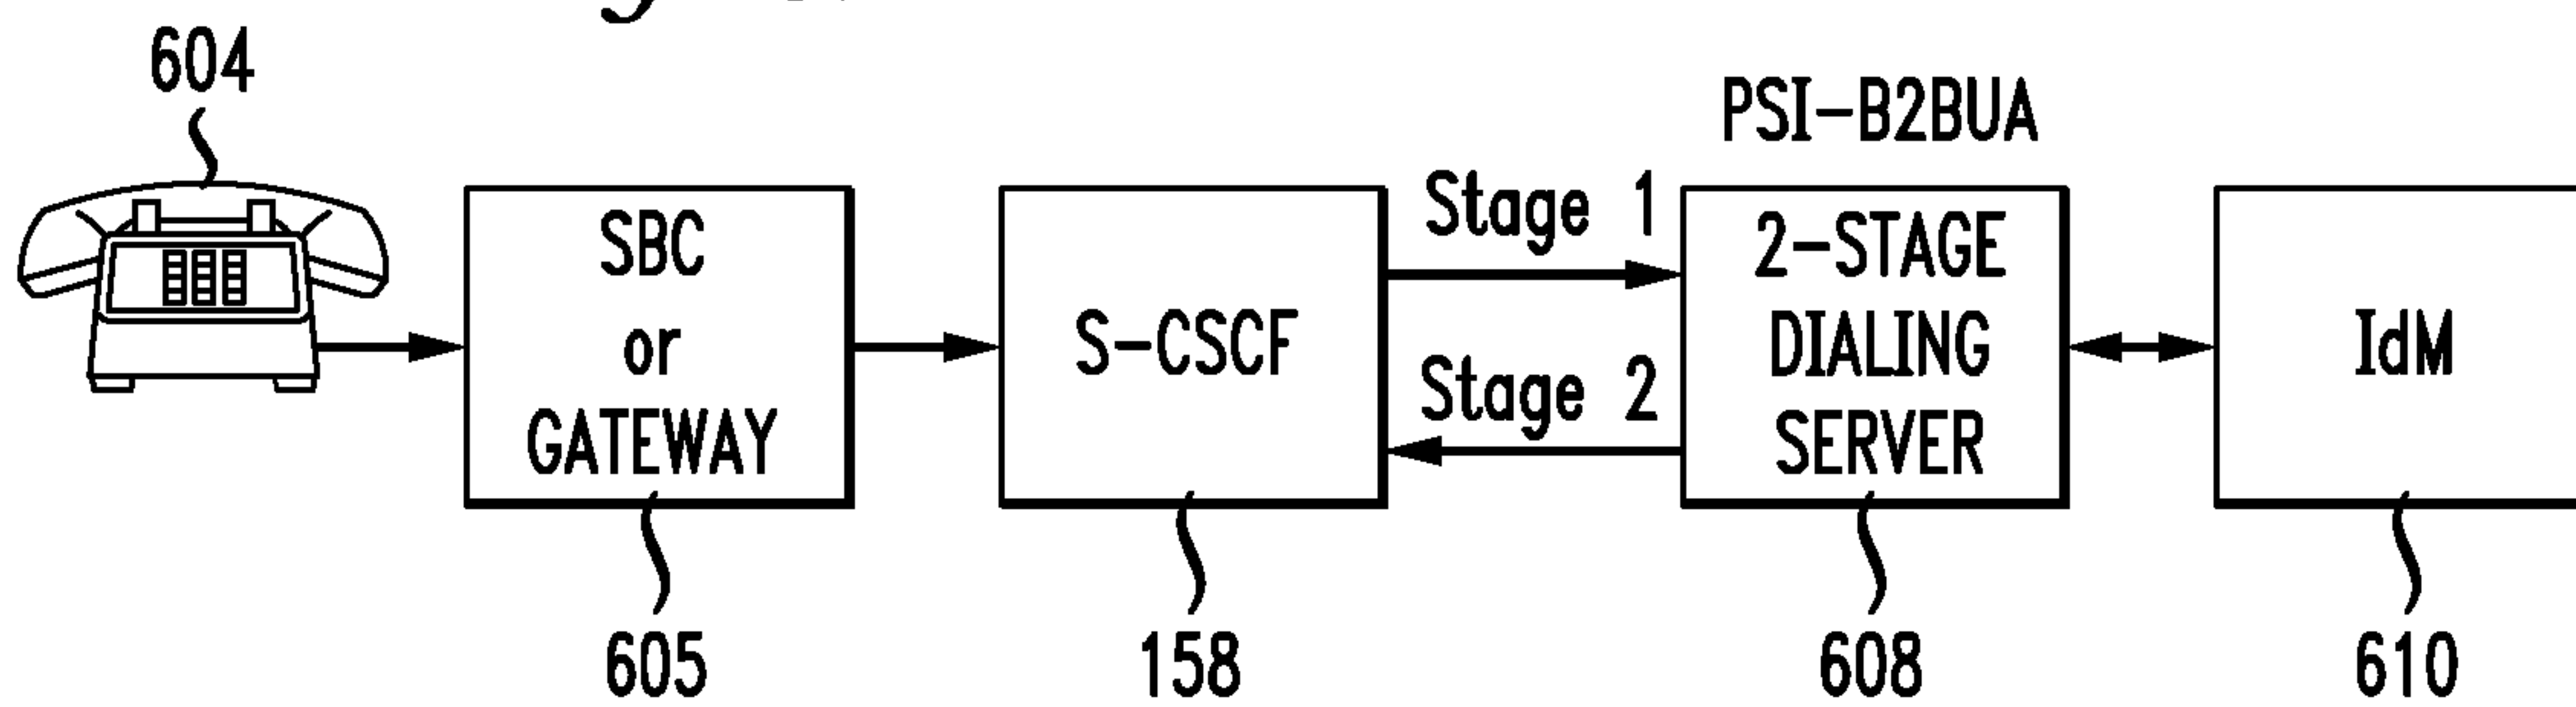 604
PSI-B2BUA
SBC
or
GATEWAY
S-CSCF
Stage 1
Stage 2
2-STAGE
DIALING
SERVER
IdM
605
158
608
610